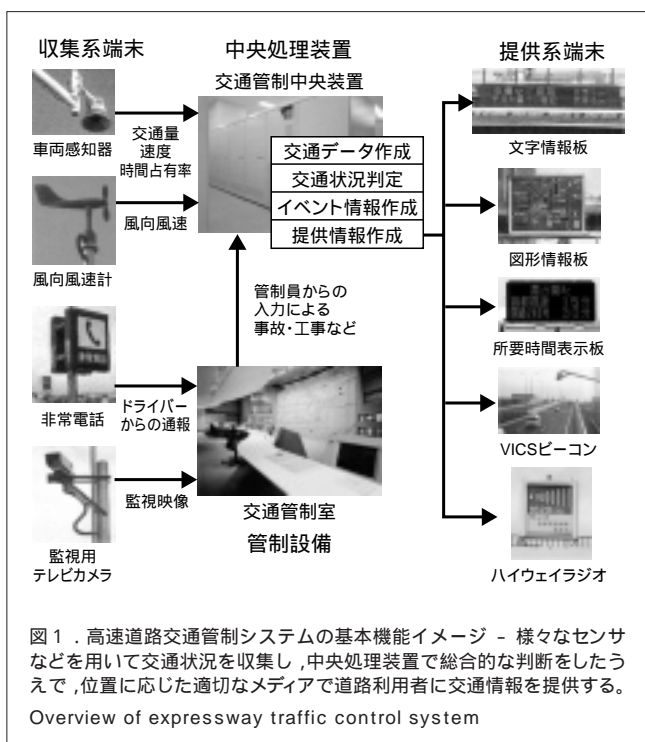 収集系端末
中央処理装置
提供系端末
交通管制中央装置
車両感知器
交通量
速度
時間占有率
交通データ作成
交通状況判定
イベント情報作成
提供情報作成
文字情報板
風向風速計
風向風速
図形情報板
管制員からの
入力による
事故・工事など
所要時間表示板
非常電話
ドライバー
からの通報
VICSビーコン
監視用
テレビカメラ
監視映像
交通管制室
管制設備
ハイウェイラジオ
図1．高速道路交通管制システムの基本機能イメージ － 様々なセンサ
などを用いて交通状況を収集し，中央処理装置で総合的な判断をしたう
えで，位置に応じた適切なメディアで道路利用者に交通情報を提供する。
Overview of expressway traffic control system